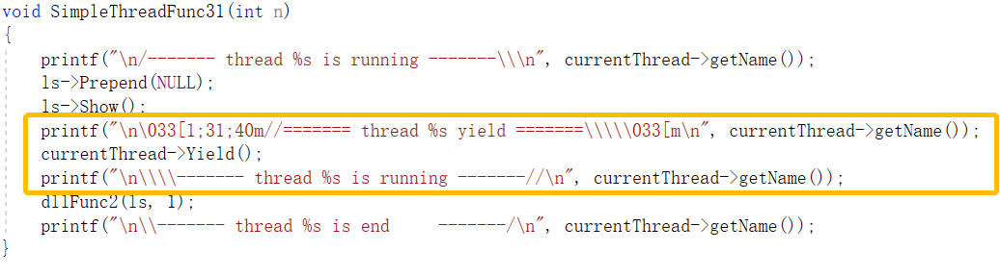 void SimpleThreadFunc31(int n)
{
    printf("\n/------- thread %s is running -------\\\n", currentThread->getName());
    ls->Prepend(NULL);
    ls->Show();
    printf("\n\033[1;31;40m//======= thread %s yield =======\\\\\033[m\n", currentThread->getName());
    currentThread->Yield();
    printf("\n\\\\------- thread %s is running -------//\n", currentThread->getName());
    dllFunc2(ls, 1);
    printf("\n\\------- thread %s is end     -------/\n", currentThread->getName());
}